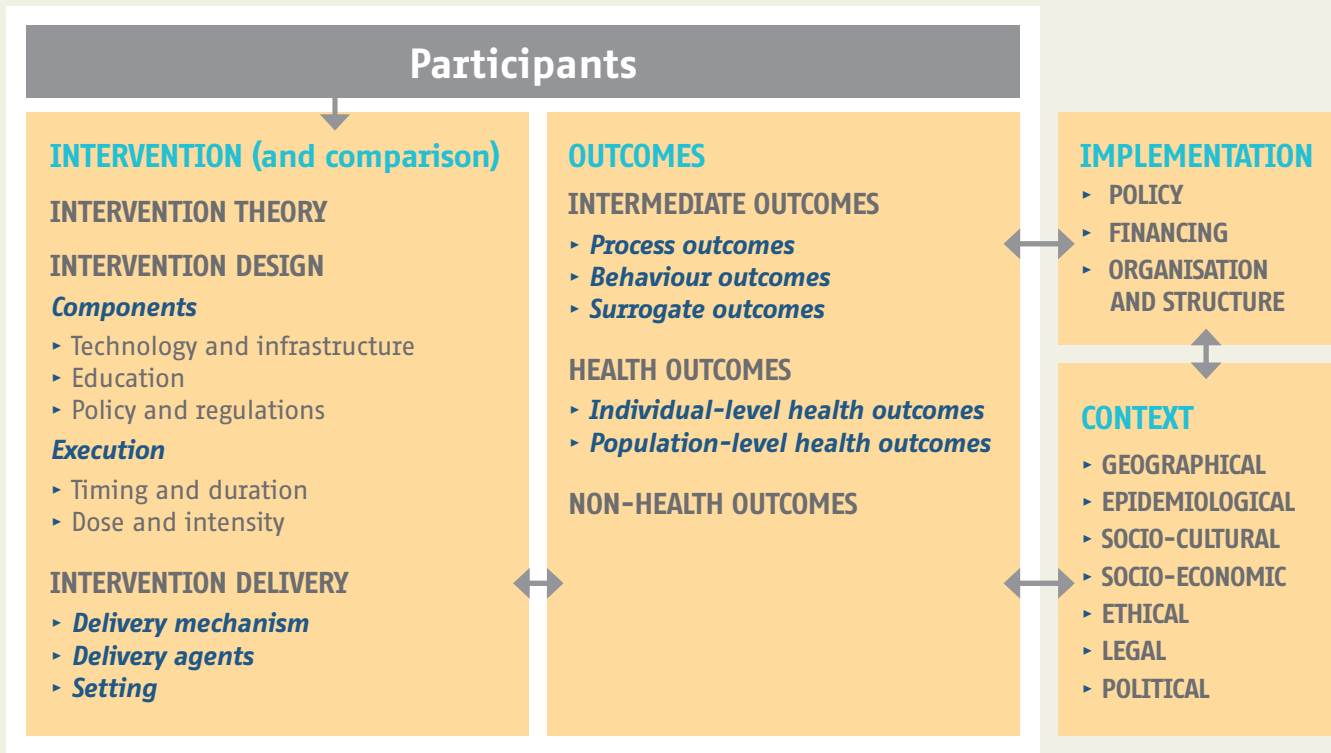 Participants
INTERVENTION (and comparison)
INTERVENTION THEORY
INTERVENTION DESIGN
Components
‣ Technology and infrastructure
‣ Education
‣ Policy and regulations
Execution
‣ Timing and duration
‣ Dose and intensity
INTERVENTION DELIVERY
‣ Delivery mechanism
‣ Delivery agents
‣ Setting
OUTCOMES
INTERMEDIATE OUTCOMES
‣ Process outcomes
‣ Behaviour outcomes
‣ Surrogate outcomes
HEALTH OUTCOMES
‣ Individual-level health outcomes
‣ Population-level health outcomes
NON-HEALTH OUTCOMES
IMPLEMENTATION
‣ POLICY
‣ FINANCING
‣ ORGANISATION
AND STRUCTURE
CONTEXT
‣ GEOGRAPHICAL
‣ EPIDEMIOLOGICAL
‣ SOCIO-CULTURAL
‣ SOCIO-ECONOMIC
‣ ETHICAL
‣ LEGAL
‣ POLITICAL